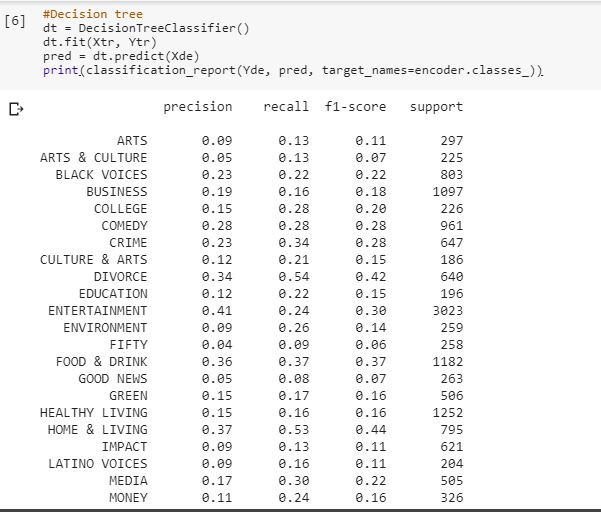 [6]
#Decision tree
dt = DecisionTreeClassifier()
dt.fit(Xtr, Ytr)
pred = dt.predict(Xde)
print(classification_report(Yde, pred, target_names=encoder.classes_))
precision recall f1-score support
ARTS 0.09 0.13 0.11 297
ARTS & CULTURE 0.05 0.13 0.07 225
BLACK VOICES 0.23 0.22 0.22 803
BUSINESS 0.19 0.16 0.18 1097
COLLEGE 0.15 0.28 0.20 226
COMEDY 0.28 0.28 0.28 961
CRIME 0.23 0.34 0.28 647
CULTURE & ARTS 0.12 0.21 0.15 186
DIVORCE 0.34 0.54 0.42 640
EDUCATION 0.12 0.22 0.15 196
ENTERTAINMENT 0.41 0.24 0.30 3023
ENVIRONMENT 0.09 0.26 0.14 259
FIFTY 0.04 0.09 0.06 258
FOOD & DRINK 0.36 0.37 0.37 1182
GOOD NEWS 0.05 0.08 0.07 263
GREEN 0.15 0.17 0.16 506
HEALTHY LIVING 0.15 0.16 0.16 1252
HOME & LIVING 0.37 0.53 0.44 795
IMPACT 0.09 0.13 0.11 621
LATINO VOICES 0.09 0.16 0.11 204
MEDIA 0.17 0.30 0.22 505
MONEY 0.11 0.24 0.16 326